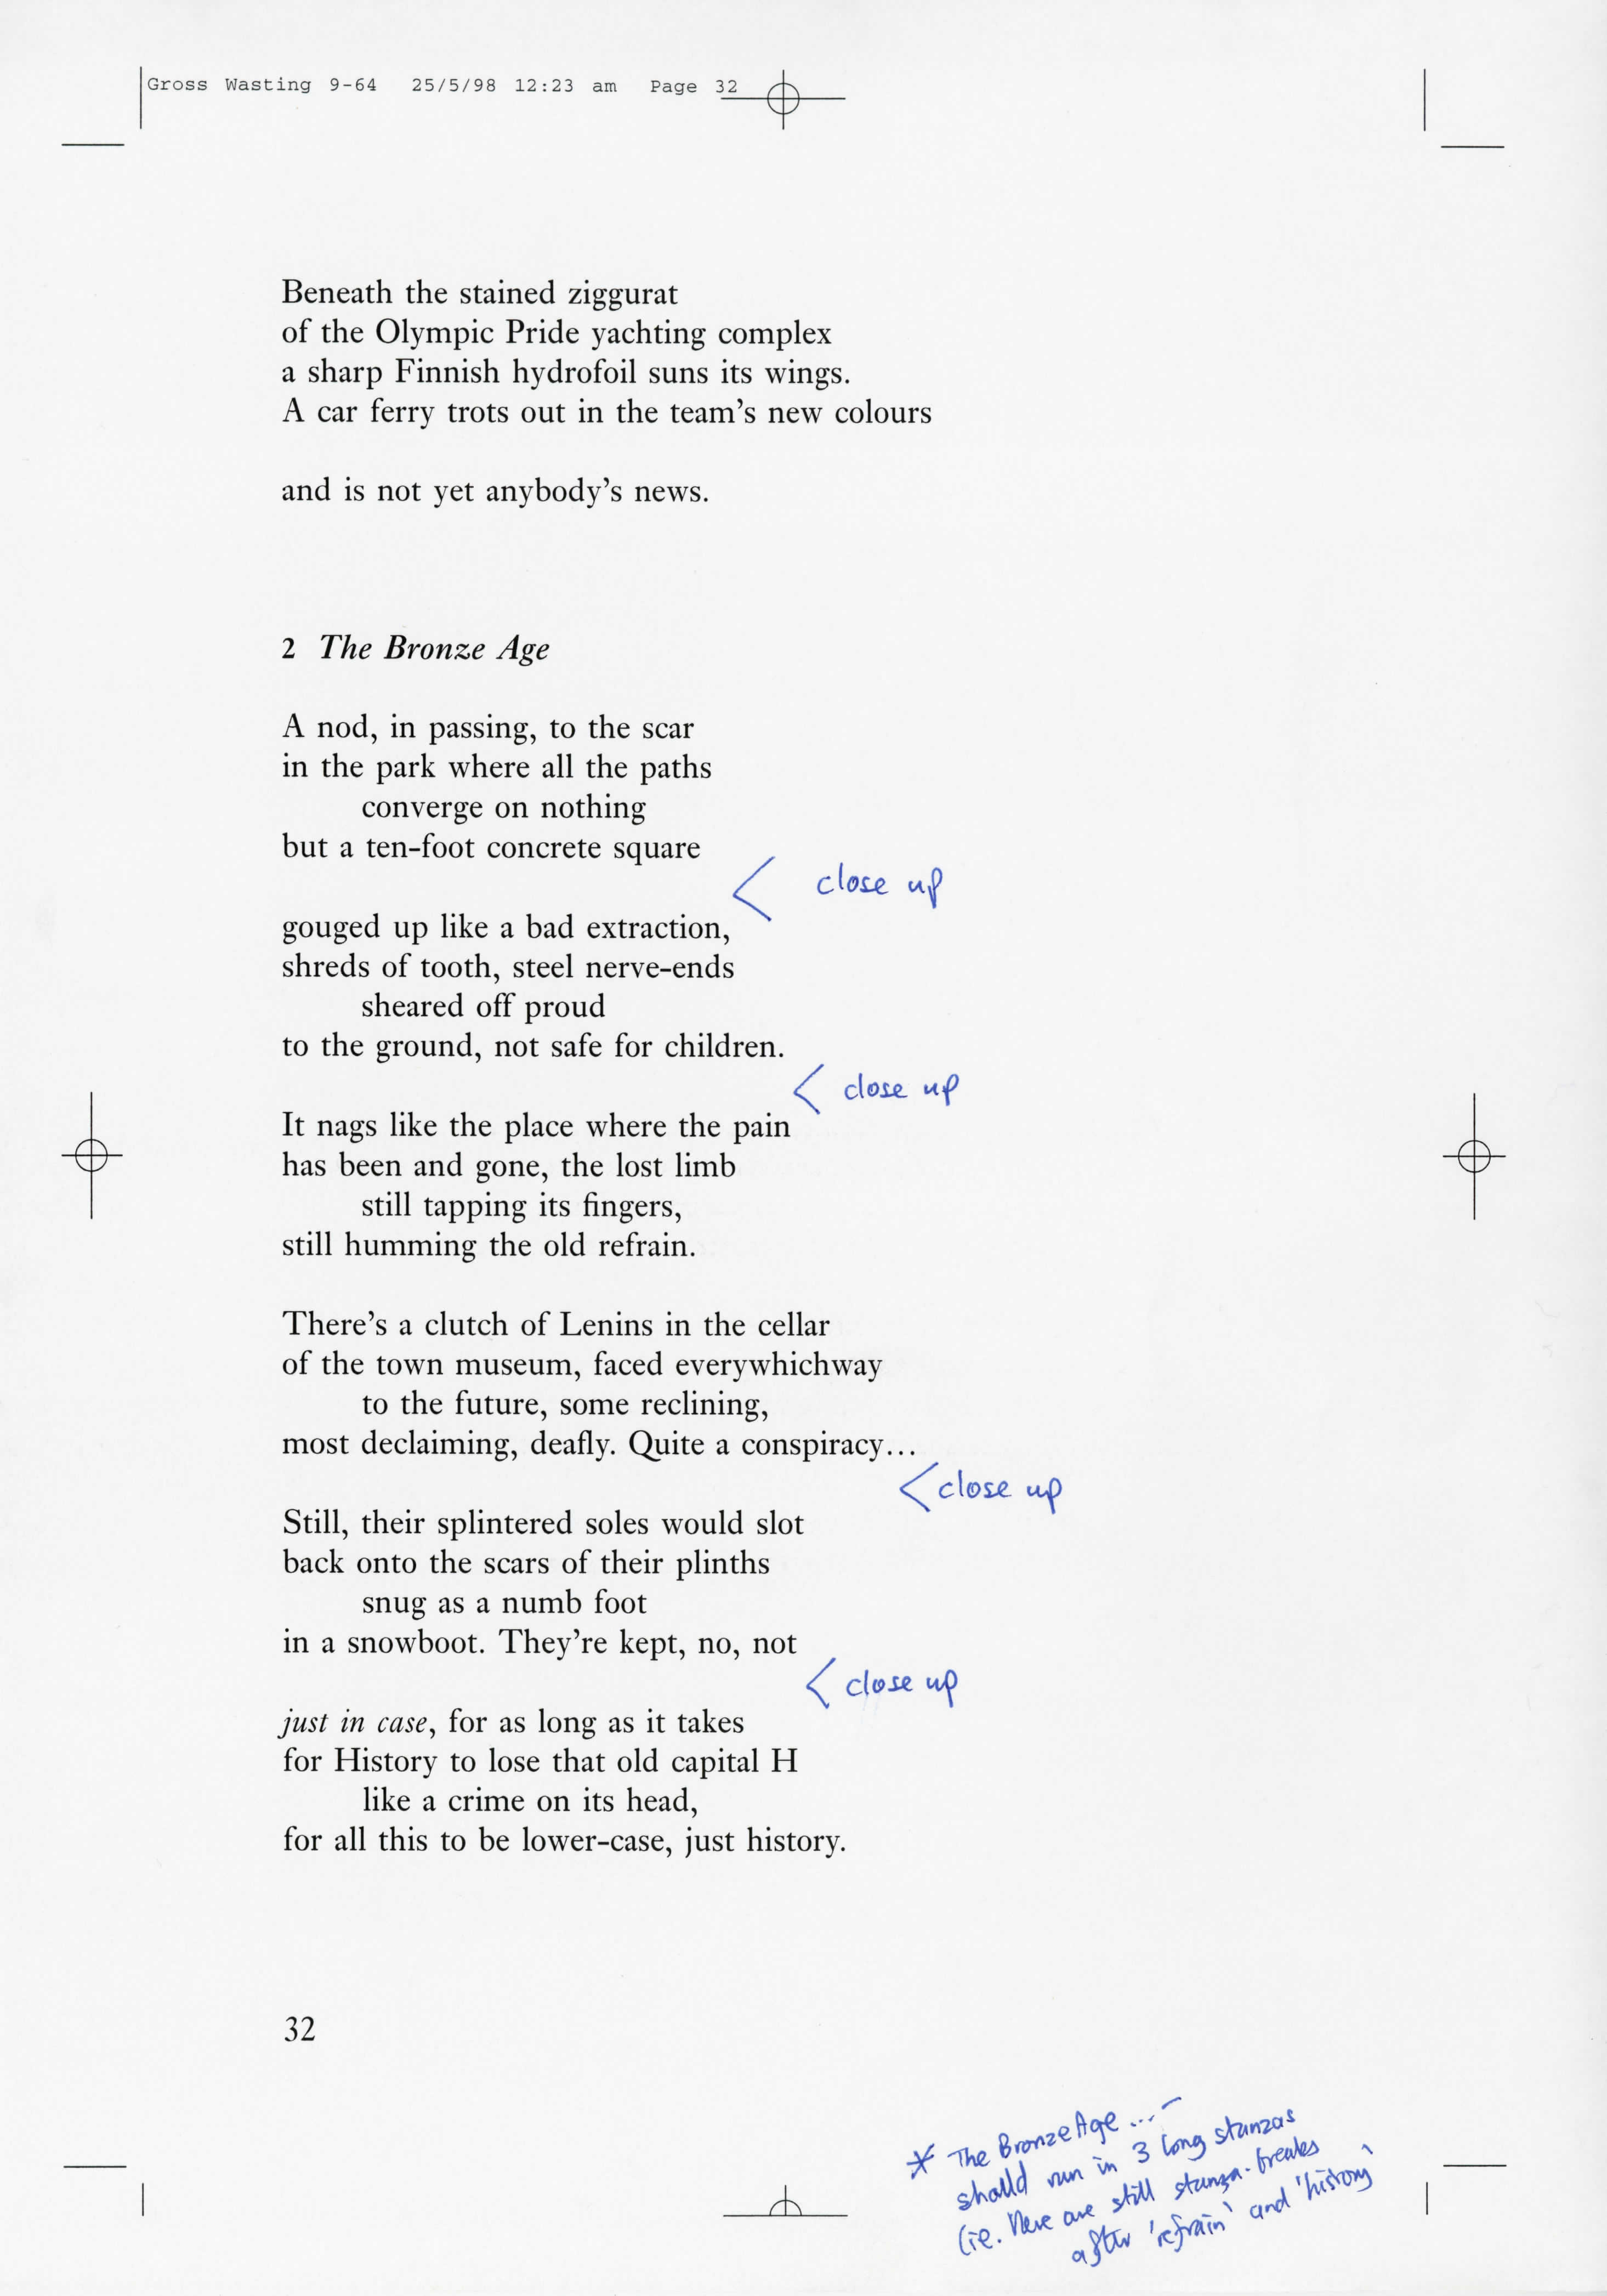 Gross Wasting 9-64 25/5/98 12:23 am Page 32
Beneath the stained ziggurat
of the Olympic Pride yachting complex
a sharp Finnish hydrofoil suns its wings.
A car ferry trots out in the team’s new colours
and is not yet anybody’s news.
2 The Bronze Age
A nod, in passing, to the scar
in the park where all the paths
converge on nothing
but a ten-foot concrete square
close up
gouged up like a bad extraction,
shreds of tooth, steel nerve-ends
sheared off proud
to the ground, not safe for children.
close up
It nags like the place where the pain
has been and gone, the lost limb
still tapping its fingers,
still humming the old refrain.
There’s a clutch of Lenins in the cellar
of the town museum, faced everywhichway
to the future, some reclining,
most declaiming, deafly. Quite a conspiracy...
close up
Still, their splintered soles would slot
back onto the scars of their plinths
snug as a numb foot
in a snowboot. They’re kept, no, not
close up
just in case, for as long as it takes
for History to lose that old capital H
like a crime on its head,
for all this to be lower-case, just history.
32
* The Bronze Age ... –
should run in 3 long stanzas
(ie. there are still stanza-breaks
after 'refrain' and 'history'